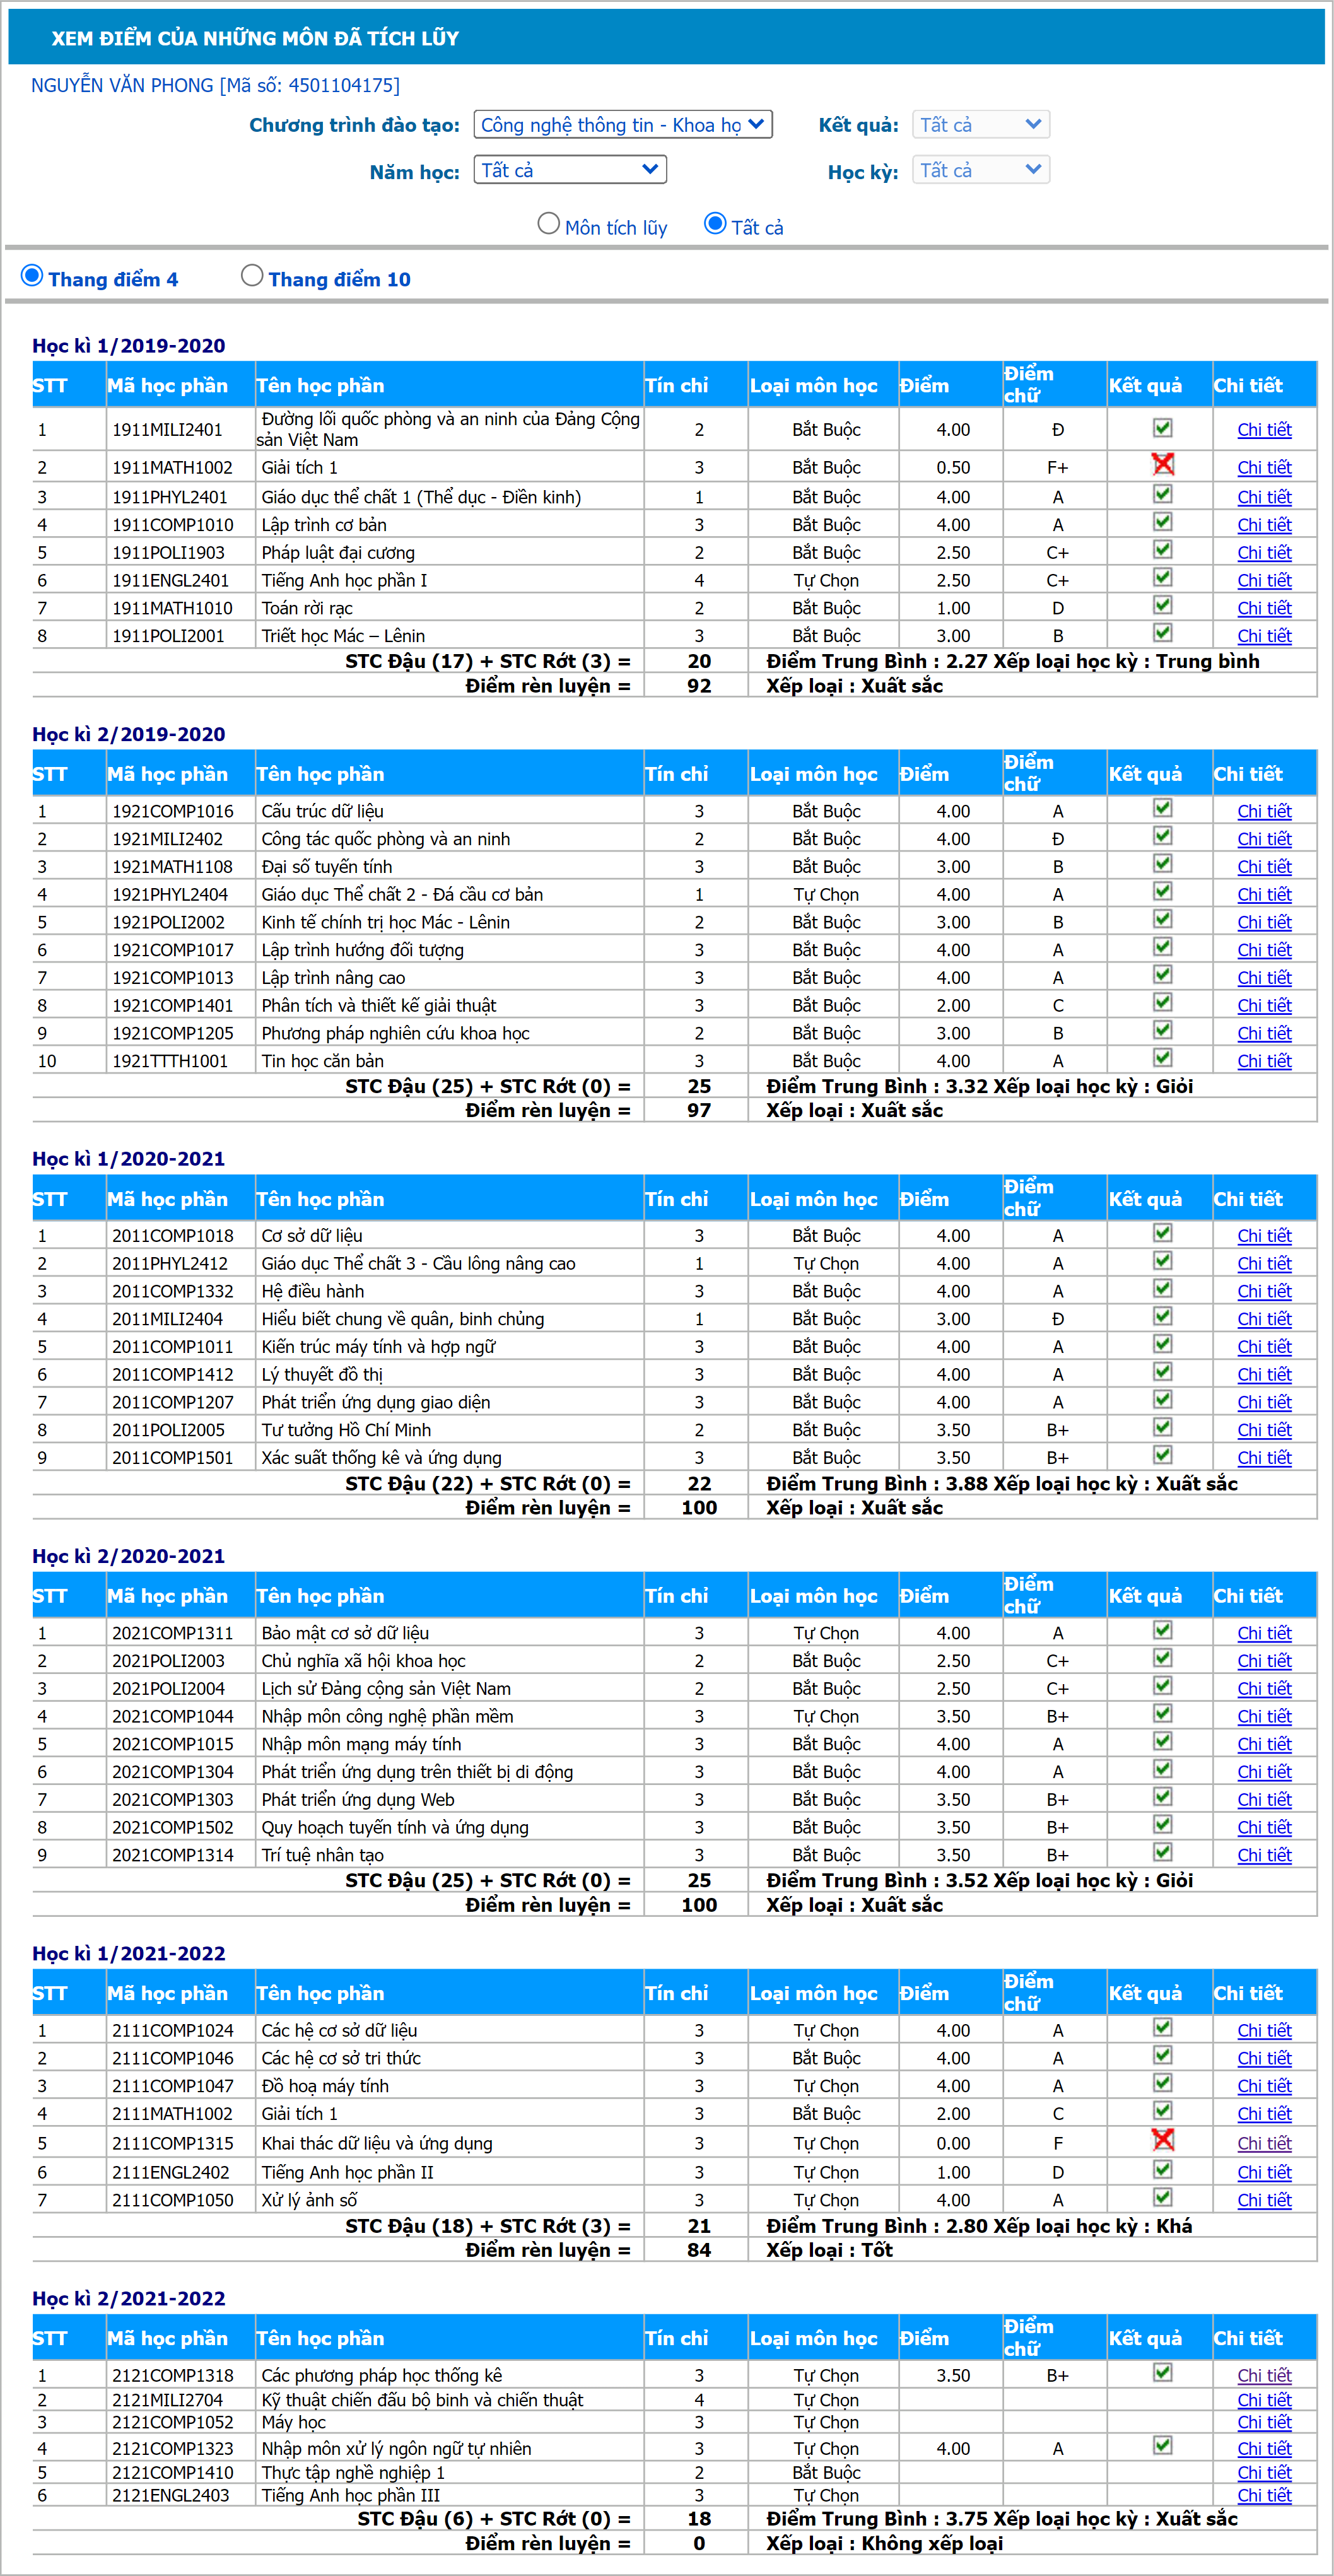 XEM ĐIỂM CỦA NHỮNG MÔN ĐÃ TÍCH LŨY
NGUYỄN VĂN PHONG [Mã số: 4501104175]
Chương trình đào tạo: Công nghệ thông tin - Khoa họ Kết quả: Tất cả
Năm học: Tất cả Học kỳ: Tất cả
Môn tích lũy Tất cả
Thang điểm 4 Thang điểm 10
Học kì 1/2019-2020
STT Mã học phần Tên học phần Tín chỉ Loại môn học Điểm Điểm chữ Kết quả Chi tiết
1 1911MILI2401 Đường lối quốc phòng và an ninh của Đảng Cộng sản Việt Nam 2 Bắt Buộc 4.00 Đ Chi tiết
2 1911MATH1002 Giải tích 1 3 Bắt Buộc 0.50 F+ Chi tiết
3 1911PHYL2401 Giáo dục thể chất 1 (Thể dục - Điền kinh) 1 Bắt Buộc 4.00 A Chi tiết
4 1911COMP1010 Lập trình cơ bản 3 Bắt Buộc 4.00 A Chi tiết
5 1911POLI1903 Pháp luật đại cương 2 Bắt Buộc 2.50 C+ Chi tiết
6 1911ENGL2401 Tiếng Anh học phần I 4 Tự Chọn 2.50 C+ Chi tiết
7 1911MATH1010 Toán rời rạc 2 Bắt Buộc 1.00 D Chi tiết
8 1911POLI2001 Triết học Mác – Lênin 3 Bắt Buộc 3.00 B Chi tiết
STC Đậu (17) + STC Rớt (3) = 20 Điểm Trung Bình : 2.27 Xếp loại học kỳ : Trung bình
Điểm rèn luyện = 92 Xếp loại : Xuất sắc
Học kì 2/2019-2020
STT Mã học phần Tên học phần Tín chỉ Loại môn học Điểm Điểm chữ Kết quả Chi tiết
1 1921COMP1016 Cấu trúc dữ liệu 3 Bắt Buộc 4.00 A Chi tiết
2 1921MILI2402 Công tác quốc phòng và an ninh 2 Bắt Buộc 4.00 Đ Chi tiết
3 1921MATH1108 Đại số tuyến tính 3 Bắt Buộc 3.00 B Chi tiết
4 1921PHYL2404 Giáo dục Thể chất 2 - Đá cầu cơ bản 1 Tự Chọn 4.00 A Chi tiết
5 1921POLI2002 Kinh tế chính trị học Mác - Lênin 2 Bắt Buộc 3.00 B Chi tiết
6 1921COMP1017 Lập trình hướng đối tượng 3 Bắt Buộc 4.00 A Chi tiết
7 1921COMP1013 Lập trình nâng cao 3 Bắt Buộc 4.00 A Chi tiết
8 1921COMP1401 Phân tích và thiết kế giải thuật 3 Bắt Buộc 2.00 C Chi tiết
9 1921COMP1205 Phương pháp nghiên cứu khoa học 2 Bắt Buộc 3.00 B Chi tiết
10 1921TTTH1001 Tin học căn bản 3 Bắt Buộc 4.00 A Chi tiết
STC Đậu (25) + STC Rớt (0) = 25 Điểm Trung Bình : 3.32 Xếp loại học kỳ : Giỏi
Điểm rèn luyện = 97 Xếp loại : Xuất sắc
Học kì 1/2020-2021
STT Mã học phần Tên học phần Tín chỉ Loại môn học Điểm Điểm chữ Kết quả Chi tiết
1 2011COMP1018 Cơ sở dữ liệu 3 Bắt Buộc 4.00 A Chi tiết
2 2011PHYL2412 Giáo dục Thể chất 3 - Cầu lông nâng cao 1 Tự Chọn 4.00 A Chi tiết
3 2011COMP1332 Hệ điều hành 3 Bắt Buộc 4.00 A Chi tiết
4 2011MILI2404 Hiểu biết chung về quân, binh chủng 1 Bắt Buộc 3.00 Đ Chi tiết
5 2011COMP1011 Kiến trúc máy tính và hợp ngữ 3 Bắt Buộc 4.00 A Chi tiết
6 2011COMP1412 Lý thuyết đồ thị 3 Bắt Buộc 4.00 A Chi tiết
7 2011COMP1207 Phát triển ứng dụng giao diện 3 Bắt Buộc 4.00 A Chi tiết
8 2011POLI2005 Tư tưởng Hồ Chí Minh 2 Bắt Buộc 3.50 B+ Chi tiết
9 2011COMP1501 Xác suất thống kê và ứng dụng 3 Bắt Buộc 3.50 B+ Chi tiết
STC Đậu (22) + STC Rớt (0) = 22 Điểm Trung Bình : 3.88 Xếp loại học kỳ : Xuất sắc
Điểm rèn luyện = 100 Xếp loại : Xuất sắc
Học kì 2/2020-2021
STT Mã học phần Tên học phần Tín chỉ Loại môn học Điểm Điểm chữ Kết quả Chi tiết
1 2021COMP1311 Bảo mật cơ sở dữ liệu 3 Tự Chọn 4.00 A Chi tiết
2 2021POLI2003 Chủ nghĩa xã hội khoa học 2 Bắt Buộc 2.50 C+ Chi tiết
3 2021POLI2004 Lịch sử Đảng cộng sản Việt Nam 2 Bắt Buộc 2.50 C+ Chi tiết
4 2021COMP1044 Nhập môn công nghệ phần mềm 3 Tự Chọn 3.50 B+ Chi tiết
5 2021COMP1015 Nhập môn mạng máy tính 3 Bắt Buộc 4.00 A Chi tiết
6 2021COMP1304 Phát triển ứng dụng trên thiết bị di động 3 Bắt Buộc 4.00 A Chi tiết
7 2021COMP1303 Phát triển ứng dụng Web 3 Bắt Buộc 3.50 B+ Chi tiết
8 2021COMP1502 Quy hoạch tuyến tính và ứng dụng 3 Bắt Buộc 3.50 B+ Chi tiết
9 2021COMP1314 Trí tuệ nhân tạo 3 Bắt Buộc 3.50 B+ Chi tiết
STC Đậu (25) + STC Rớt (0) = 25 Điểm Trung Bình : 3.52 Xếp loại học kỳ : Giỏi
Điểm rèn luyện = 100 Xếp loại : Xuất sắc
Học kì 1/2021-2022
STT Mã học phần Tên học phần Tín chỉ Loại môn học Điểm Điểm chữ Kết quả Chi tiết
1 2111COMP1024 Các hệ cơ sở dữ liệu 3 Tự Chọn 4.00 A Chi tiết
2 2111COMP1046 Các hệ cơ sở tri thức 3 Bắt Buộc 4.00 A Chi tiết
3 2111COMP1047 Đồ hoạ máy tính 3 Tự Chọn 4.00 A Chi tiết
4 2111MATH1002 Giải tích 1 3 Bắt Buộc 2.00 C Chi tiết
5 2111COMP1315 Khai thác dữ liệu và ứng dụng 3 Tự Chọn 0.00 F Chi tiết
6 2111ENGL2402 Tiếng Anh học phần II 3 Tự Chọn 1.00 D Chi tiết
7 2111COMP1050 Xử lý ảnh số 3 Tự Chọn 4.00 A Chi tiết
STC Đậu (18) + STC Rớt (3) = 21 Điểm Trung Bình : 2.80 Xếp loại học kỳ : Khá
Điểm rèn luyện = 84 Xếp loại : Tốt
Học kì 2/2021-2022
STT Mã học phần Tên học phần Tín chỉ Loại môn học Điểm Điểm chữ Kết quả Chi tiết
1 2121COMP1318 Các phương pháp học thống kê 3 Tự Chọn 3.50 B+ Chi tiết
2 2121MILI2704 Kỹ thuật chiến đấu bộ binh và chiến thuật 4 Tự Chọn Chi tiết
3 2121COMP1052 Máy học 3 Tự Chọn Chi tiết
4 2121COMP1323 Nhập môn xử lý ngôn ngữ tự nhiên 3 Tự Chọn 4.00 A Chi tiết
5 2121COMP1410 Thực tập nghề nghiệp 1 2 Bắt Buộc Chi tiết
6 2121ENGL2403 Tiếng Anh học phần III 3 Tự Chọn Chi tiết
STC Đậu (6) + STC Rớt (0) = 18 Điểm Trung Bình : 3.75 Xếp loại học kỳ : Xuất sắc
Điểm rèn luyện = 0 Xếp loại : Không xếp loại